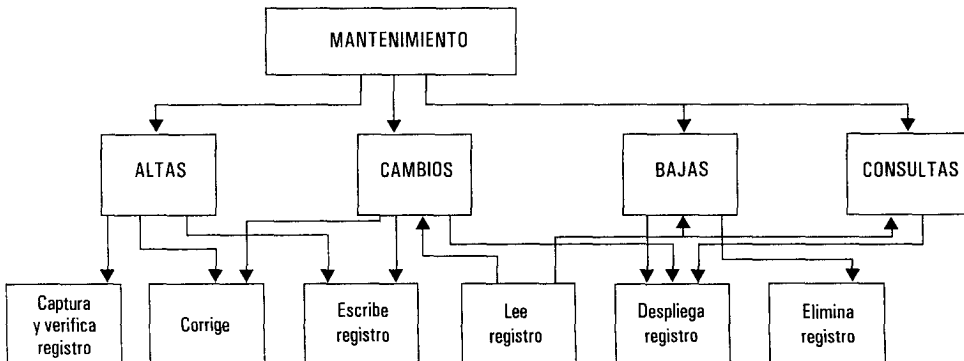 MANTENIMIENTO
ALTAS
CAMBIOS
BAJAS
CONSULTAS
Captura
y verifica
registro
Corrige
Escribe
registro
Lee
registro
Despliega
registro
Elimina
registro